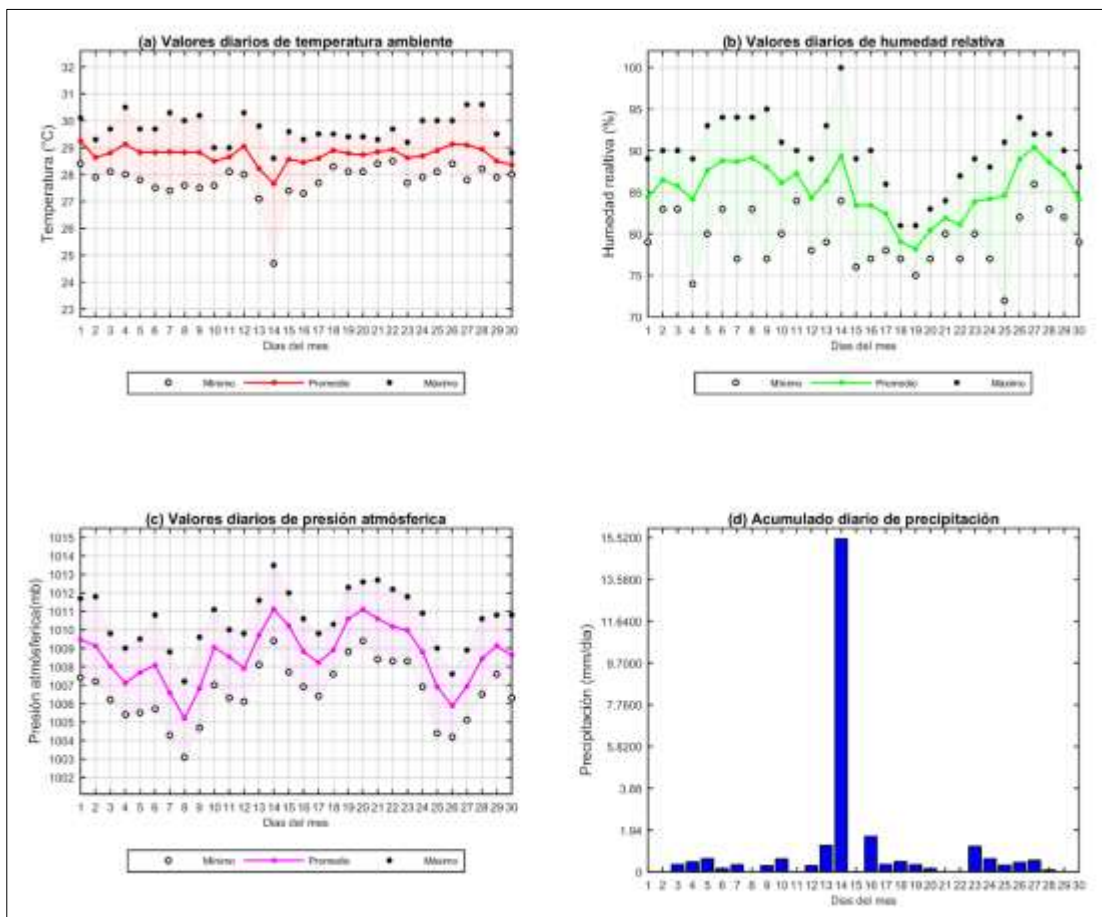 (a) Valores diarios de temperatura ambiente
Temperatura (°C)
32
31
30
29
28
27
26
25
24
23
1 2 3 4 5 6 7 8 9 10 11 12 13 14 15 16 17 18 19 20 21 22 23 24 25 26 27 28 29 30
Dias del mes
Mínimo Promedio Máximo
(b) Valores diarios de humedad relativa
Humedad realtiva (%)
100
95
90
85
80
75
70
1 2 3 4 5 6 7 8 9 10 11 12 13 14 15 16 17 18 19 20 21 22 23 24 25 26 27 28 29 30
Dias del mes
Mínimo Promedio Máximo
(c) Valores diarios de presión atmósferica
Presión atmósferica(mb)
1015
1014
1013
1012
1011
1010
1009
1008
1007
1006
1005
1004
1003
1002
1 2 3 4 5 6 7 8 9 10 11 12 13 14 15 16 17 18 19 20 21 22 23 24 25 26 27 28 29 30
Dias del mes
Mínimo Promedio Máximo
(d) Acumulado diario de precipitación
Precipitación (mm/dia)
15.5200
13.5800
11.6400
9.7000
7.7600
5.8200
3.88
1.94
0
1 2 3 4 5 6 7 8 9 10 11 12 13 14 15 16 17 18 19 20 21 22 23 24 25 26 27 28 29 30
Dias del mes